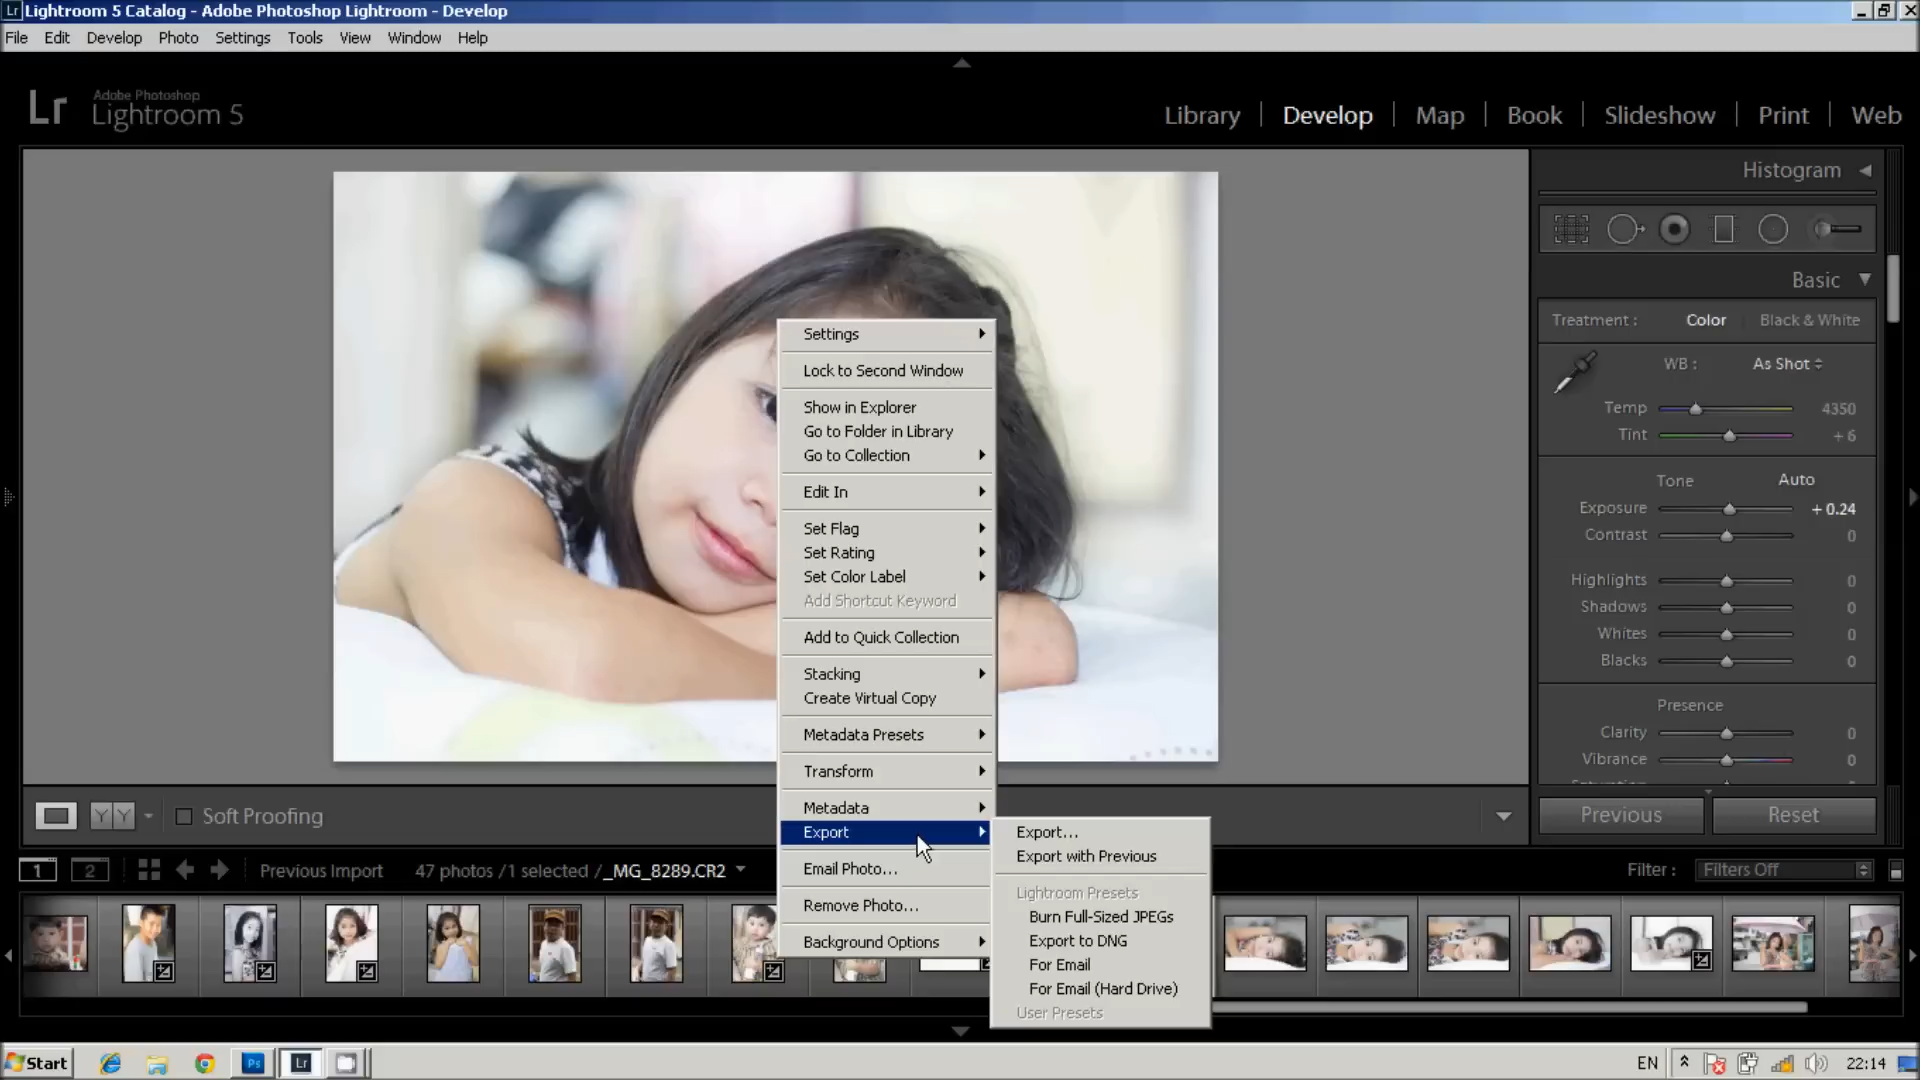 Lightroom 5 Catalog - Adobe Photoshop Lightroom - Develop
File Edit Develop Photo Settings Tools View Window Help
Lr Adobe Photoshop
Lightroom 5
Library Develop Map Book Slideshow Print Web
Histogram
Basic
Treatment : Color Black & White
WB : As Shot
Temp 4350
Tint + 6
Tone Auto
Exposure + 0.24
Contrast 0
Highlights 0
Shadows 0
Whites 0
Blacks 0
Presence
Clarity 0
Vibrance 0
Previous Reset
Settings
Lock to Second Window
Show in Explorer
Go to Folder in Library
Go to Collection
Edit In
Set Flag
Set Rating
Set Color Label
Add Shortcut Keyword
Add to Quick Collection
Stacking
Create Virtual Copy
Metadata Presets
Transform
Metadata
Export
Email Photo...
Remove Photo...
Background Options
Export...
Export with Previous
Lightroom Presets
Burn Full-Sized JPEGs
Export to DNG
For Email
For Email (Hard Drive)
User Presets
YY Soft Proofing
1 2 Previous Import 47 photos /1 selected /_MG_8289.CR2 Filter : Filters Off
Start Ps Lr EN 22:14